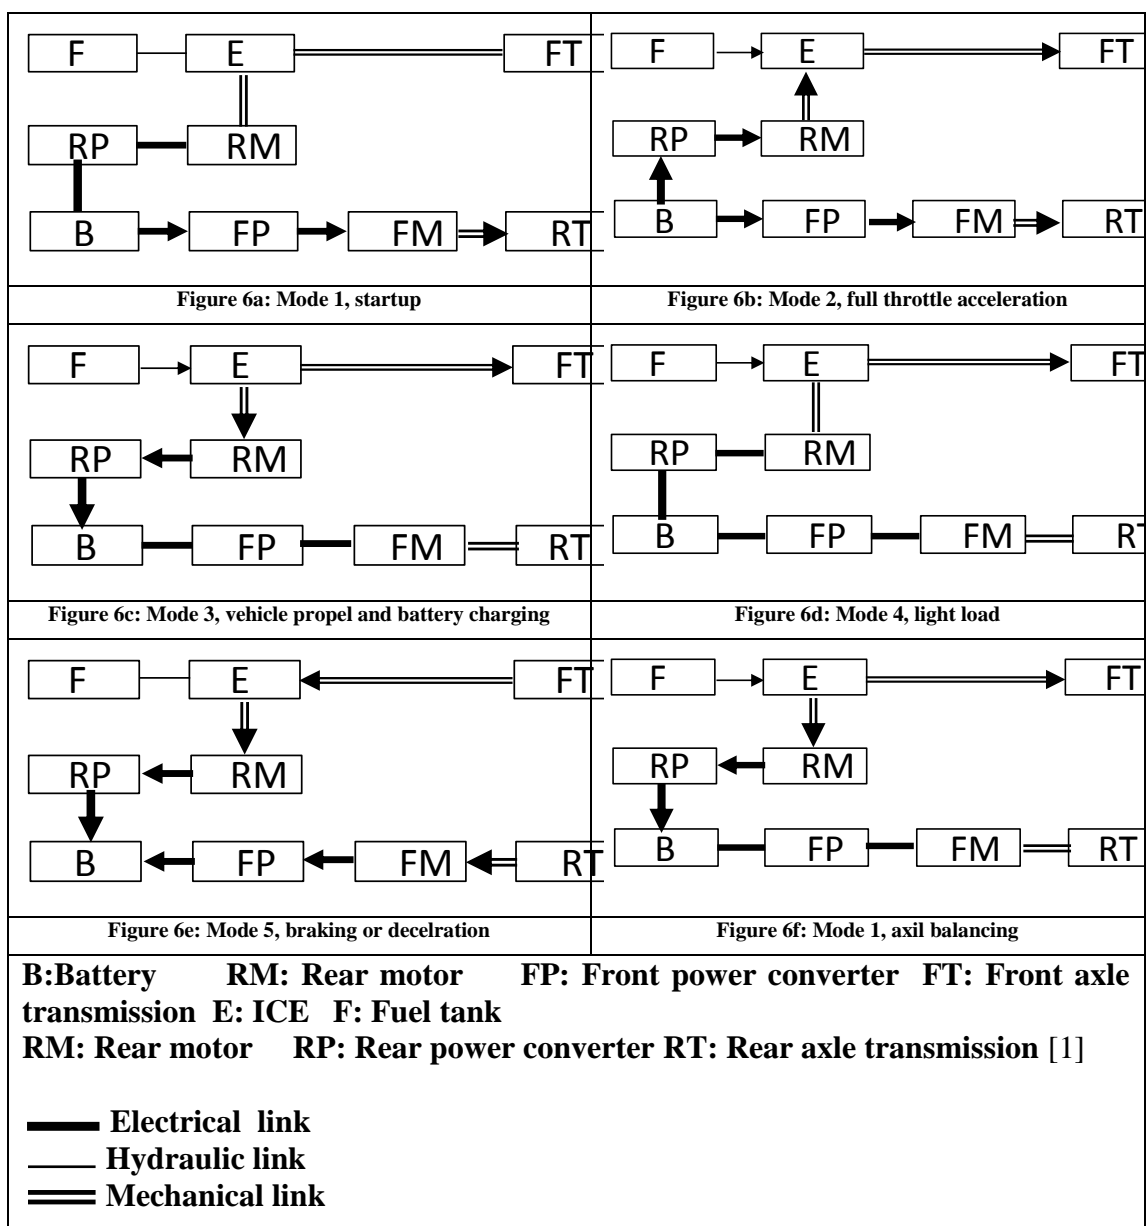 F E FT
RP RM
B FP FM RT
Figure 6a: Mode 1, startup
F E FT
RP RM
B FP FM RT
Figure 6b: Mode 2, full throttle acceleration
F E FT
RP RM
B FP FM RT
Figure 6c: Mode 3, vehicle propel and battery charging
F E FT
RP RM
B FP FM RT
Figure 6d: Mode 4, light load
F E FT
RP RM
B FP FM RT
Figure 6e: Mode 5, braking or decelration
F E FT
RP RM
B FP FM RT
Figure 6f: Mode 1, axil balancing
B:Battery RM: Rear motor FP: Front power converter FT: Front axle
transmission E: ICE F: Fuel tank
RM: Rear motor RP: Rear power converter RT: Rear axle transmission [1]
Electrical link
Hydraulic link
Mechanical link